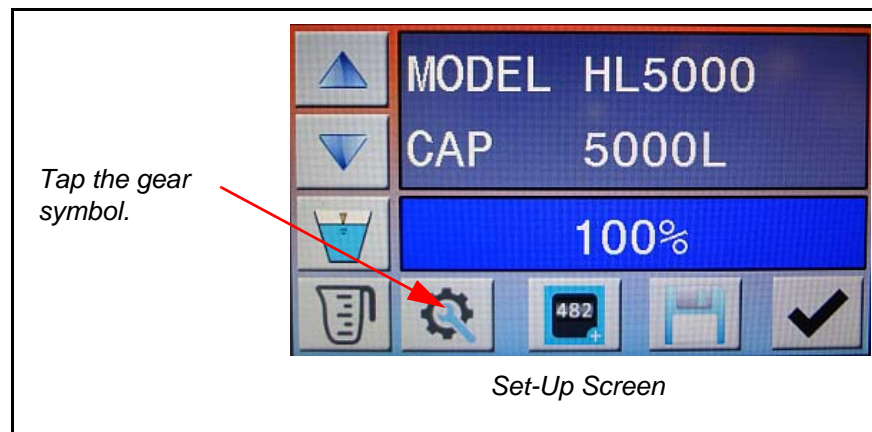 MODEL HL5000
CAP 5000L
Tap the gear
symbol.
100%
482
Set-Up Screen